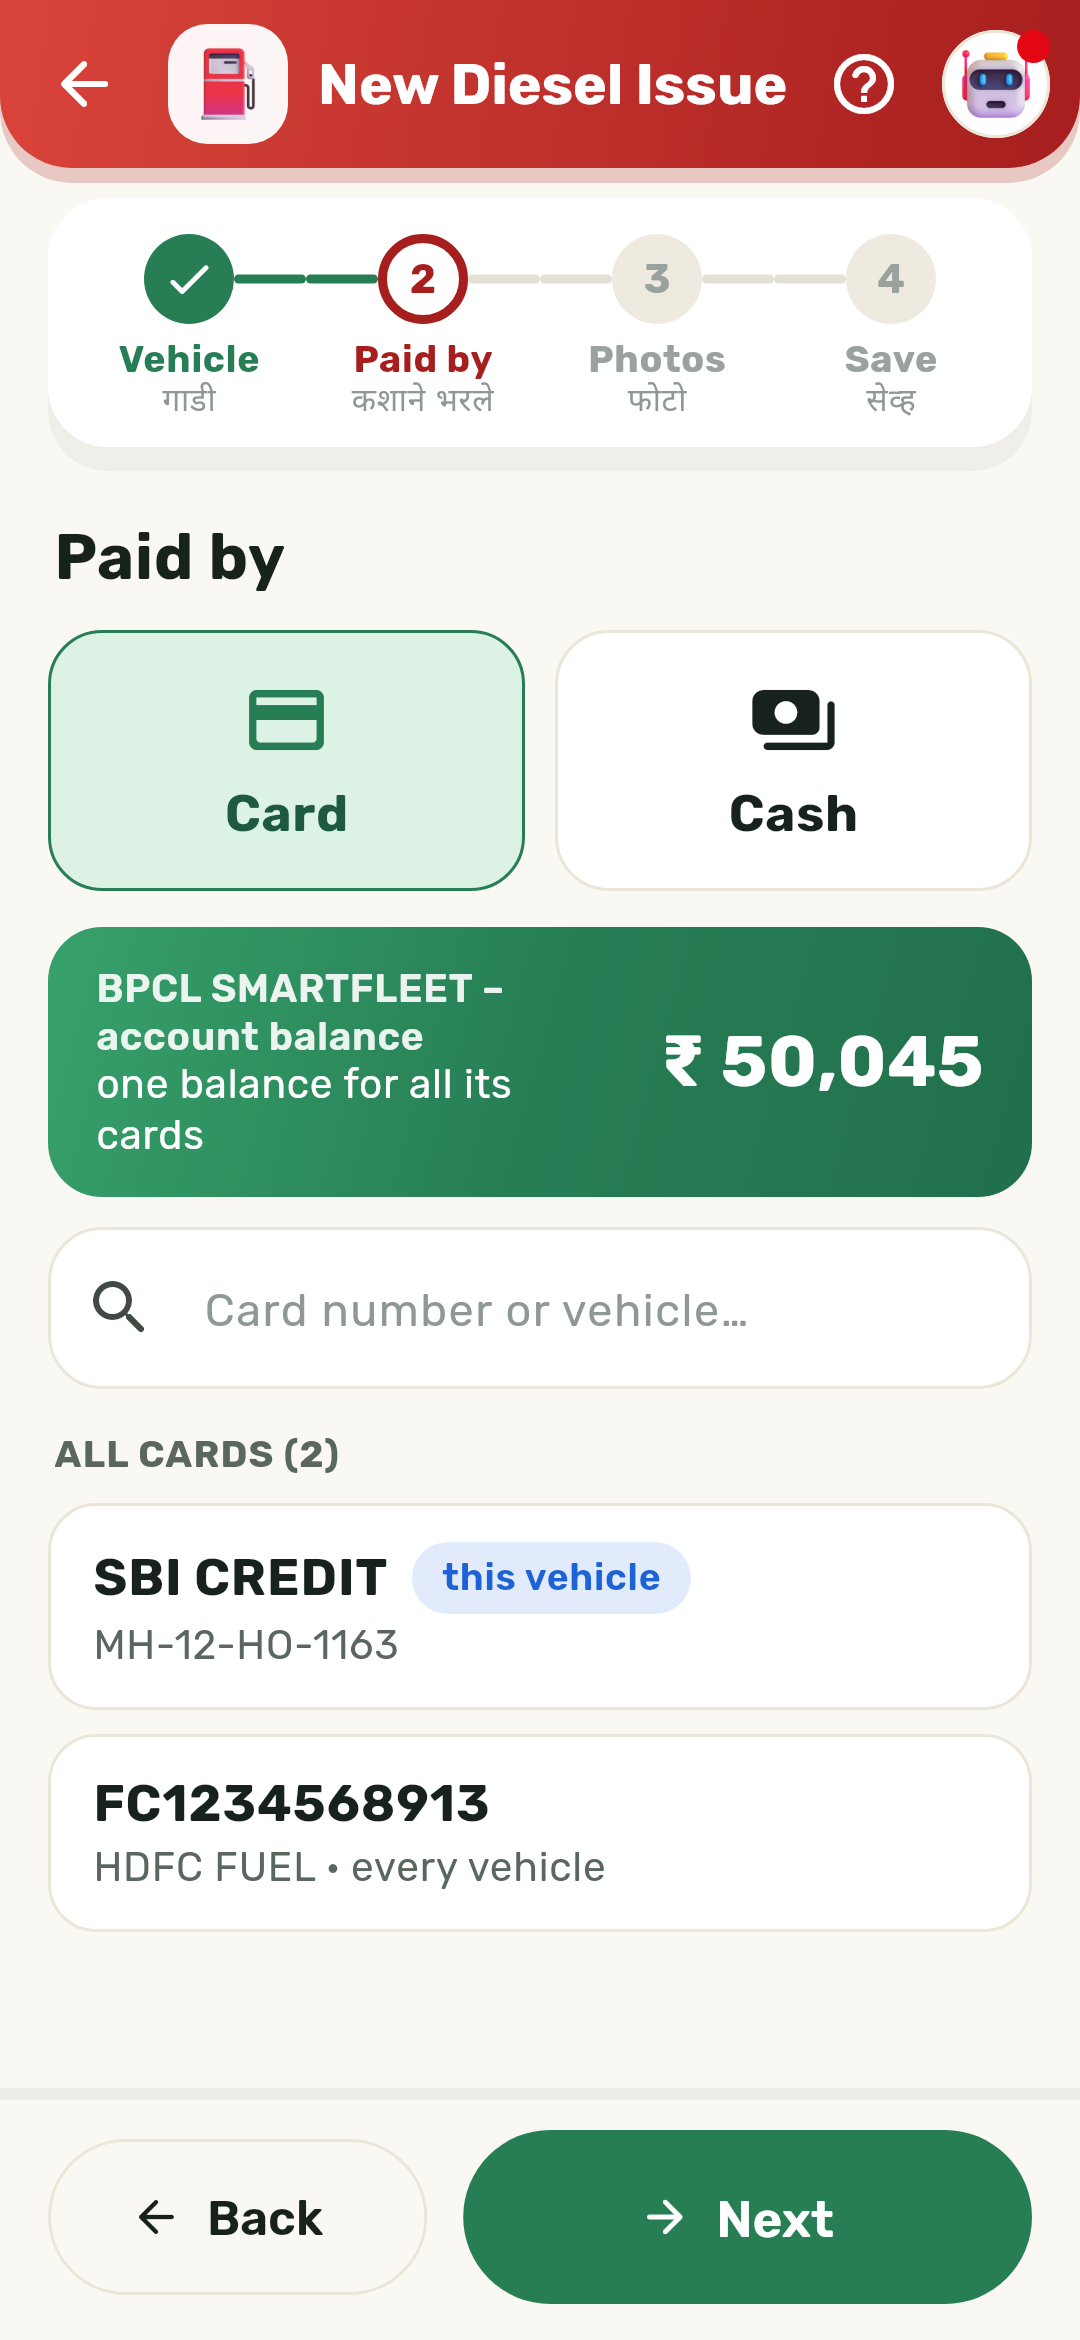 New Diesel Issue
2
3
4
Vehicle
Paid by
Photos
Save
गाडी
कशाने भरले
फोटो
सेव्ह
Paid by
Card
Cash
BPCL SMARTFLEET –
account balance
one balance for all its
cards
₹ 50,045
Card number or vehicle…
ALL CARDS (2)
SBI CREDIT
this vehicle
MH-12-HO-1163
FC1234568913
HDFC FUEL • every vehicle
Back
Next